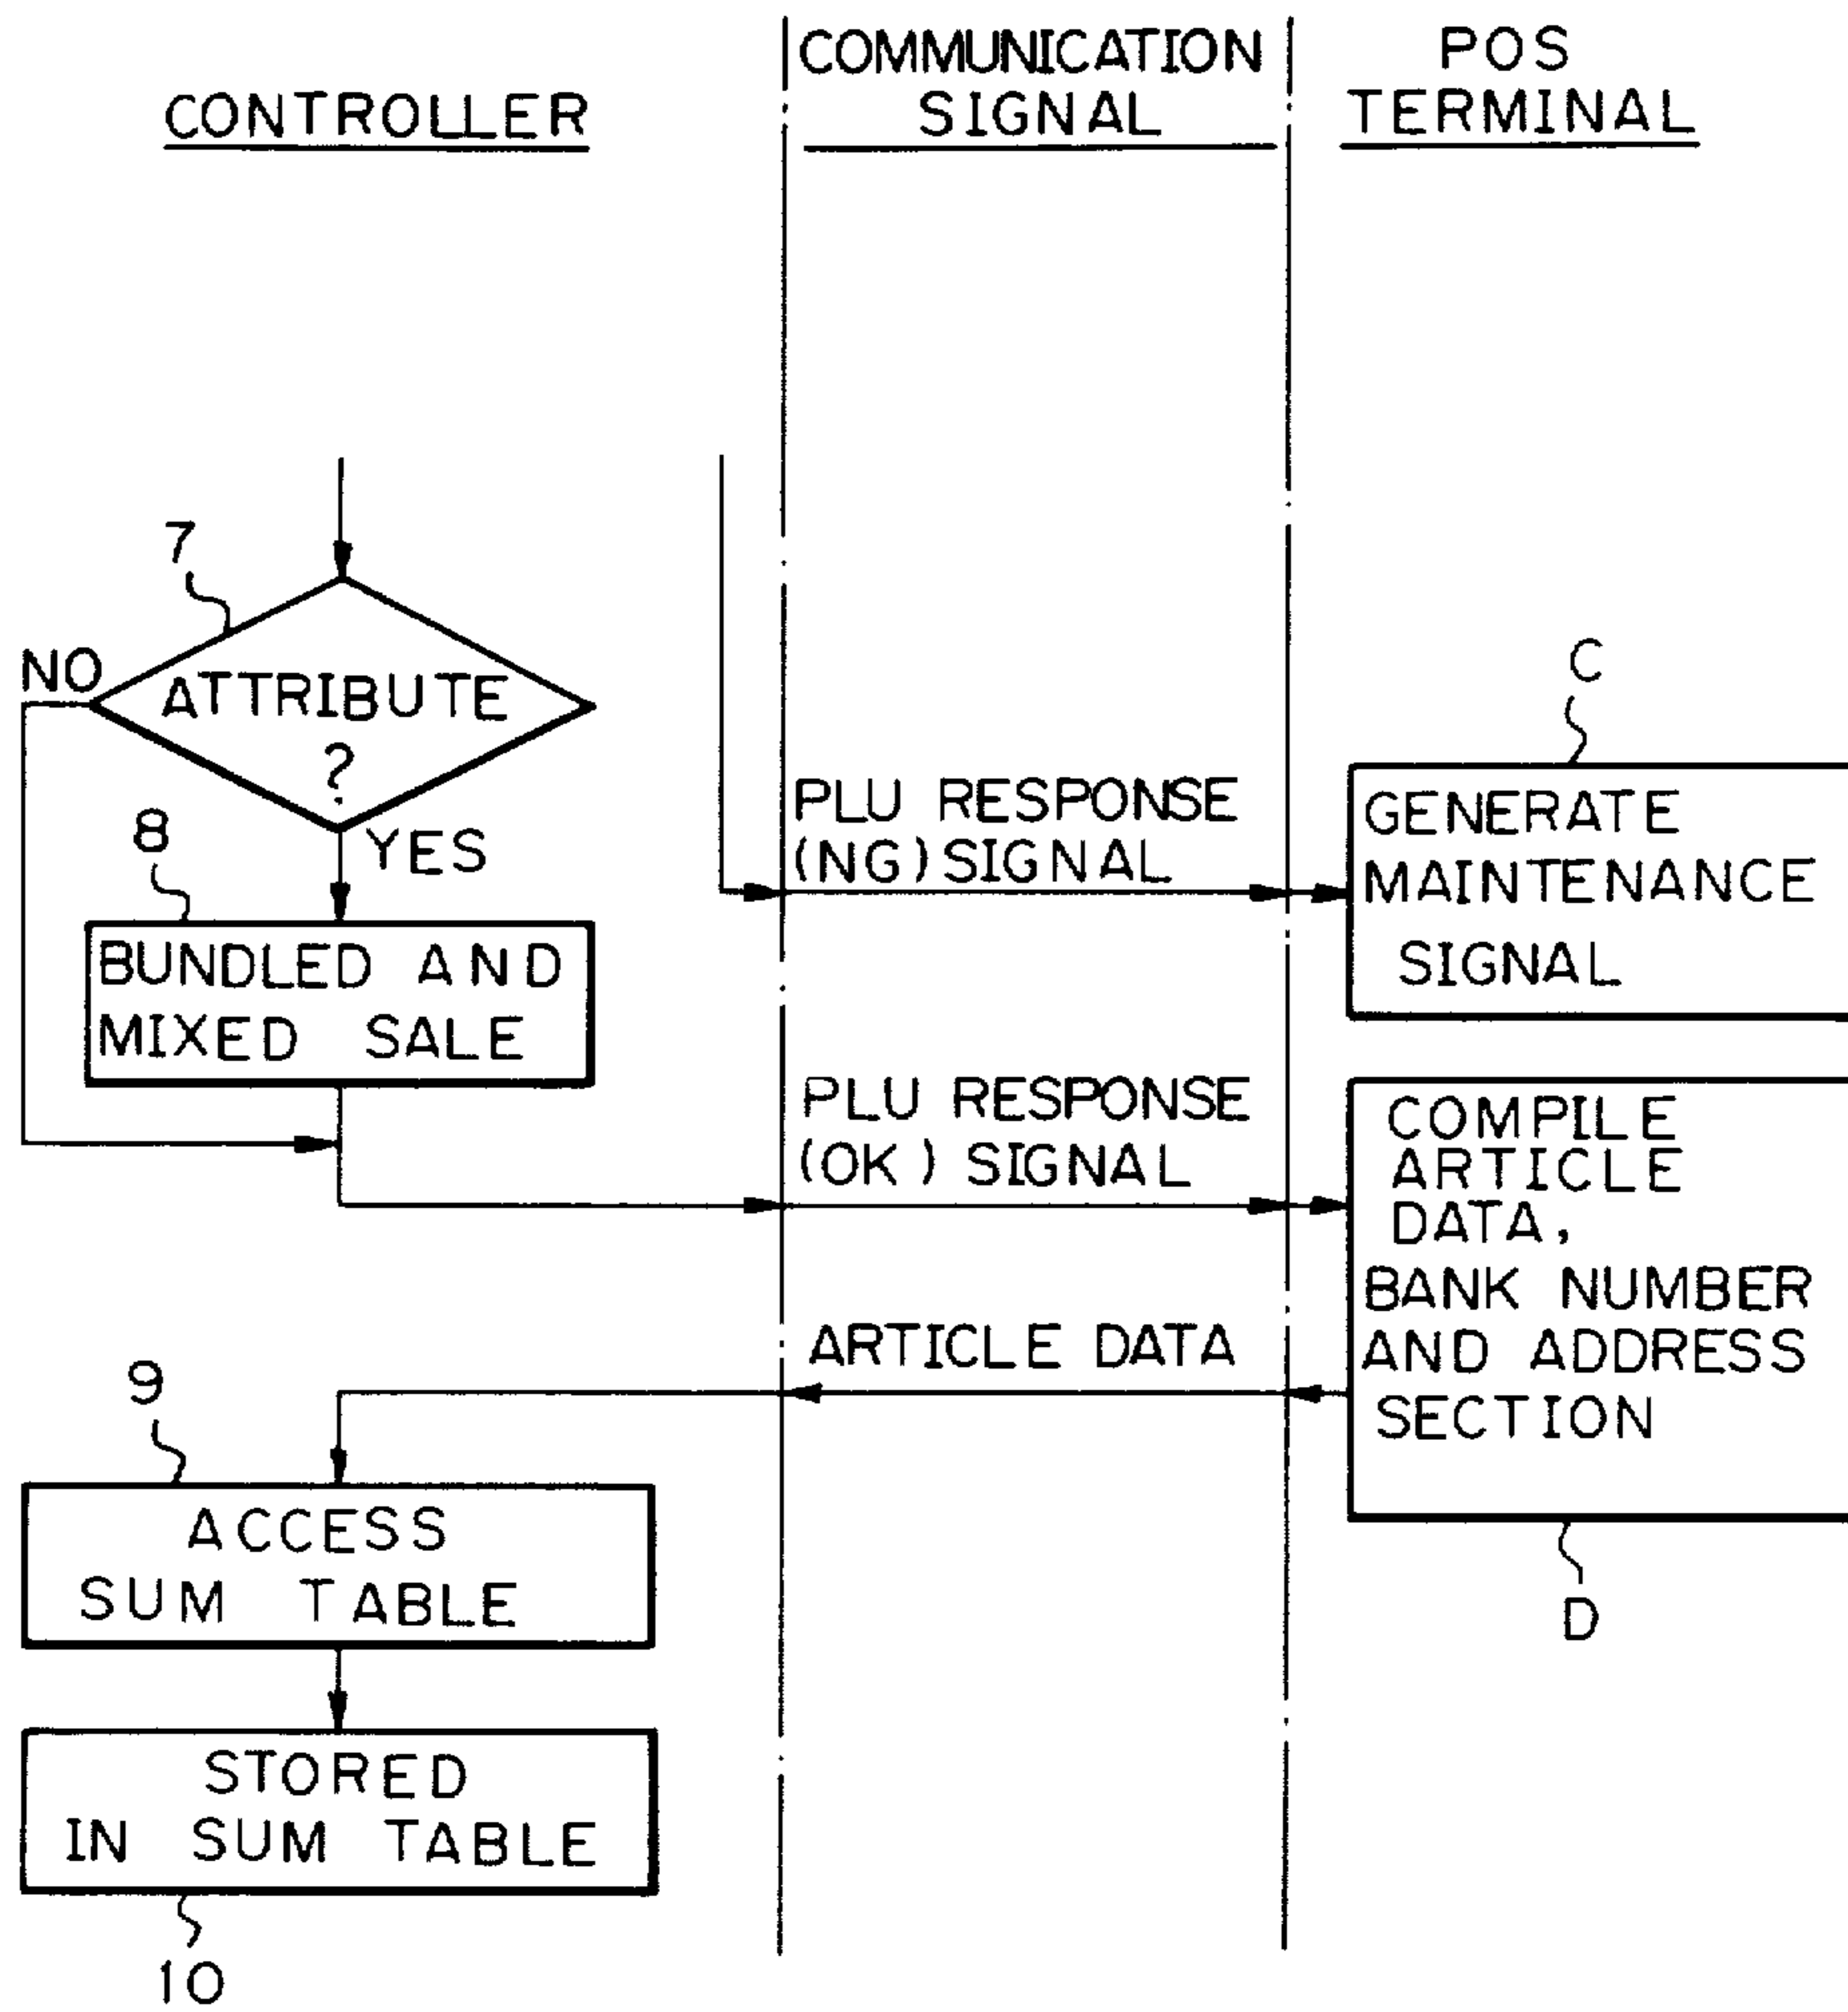 CONTROLLER
COMMUNICATION
SIGNAL
POS
TERMINAL
7
NO
ATTRIBUTE
?
YES
8
BUNDLED AND
MIXED SALE
PLU RESPONSE
(NG) SIGNAL
C
GENERATE
MAINTENANCE
SIGNAL
PLU RESPONSE
(OK) SIGNAL
COMPILE
ARTICLE
DATA,
BANK NUMBER
AND ADDRESS
SECTION
D
ARTICLE DATA
9
ACCESS
SUM TABLE
STORED
IN SUM TABLE
10